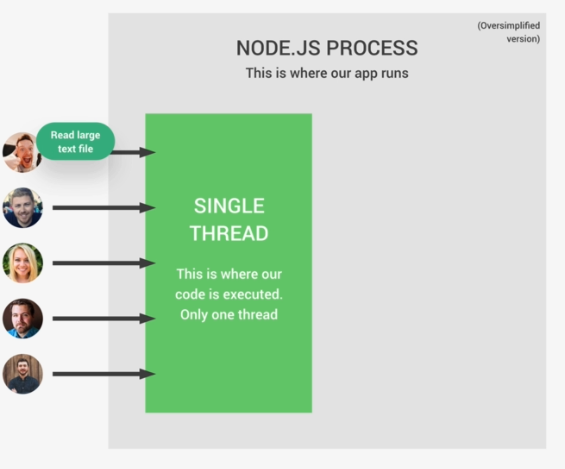 (Oversimplified
version)
NODE.JS PROCESS
This is where our app runs
Read large
text file
SINGLE
THREAD
This is where our
code is executed.
Only one thread